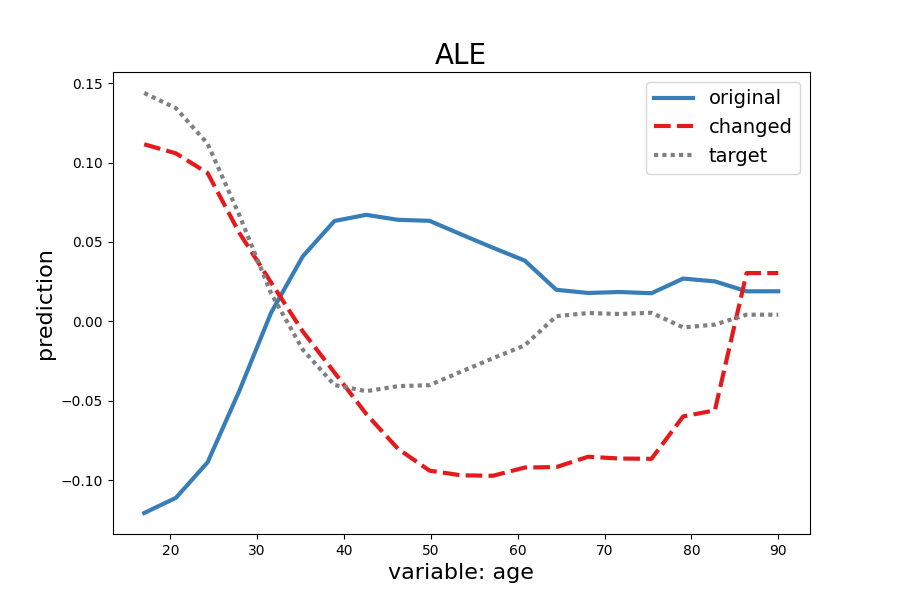 ALE
0.15
0.10
0.05
0.00
−0.05
−0.10
prediction
original
changed
target
20 30 40 50 60 70 80 90
variable: age